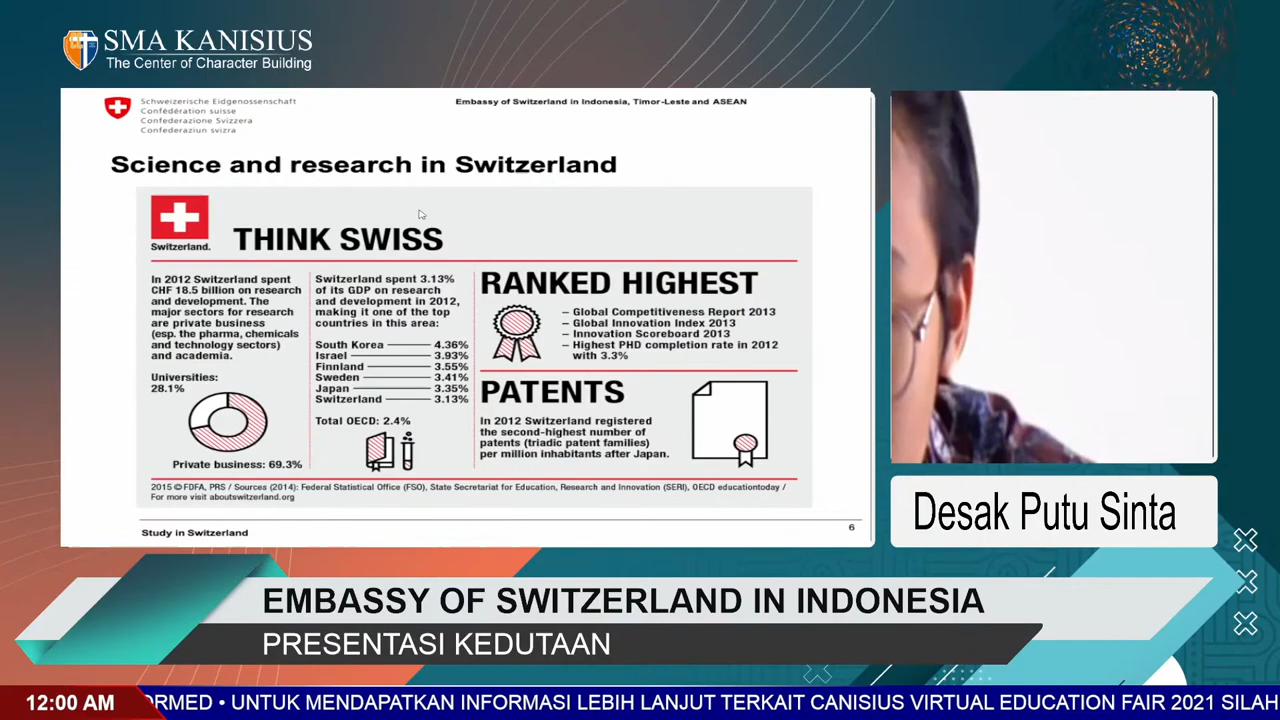 SMA KANISIUS
The Center of Character Building
Schweizerische Eidgenossenschaft
Confédération suisse
Confederazione Svizzera
Confederaziun svizra
Embassy of Switzerland in Indonesia, Timor-Leste and ASEAN
Science and research in Switzerland
Switzerland.
THINK SWISS
In 2012 Switzerland spent
CHF 18.5 billion on research
and development. The
major sectors for research
are private business
(esp. the pharma, chemicals
and technology sectors)
and academia.
Universities:
28.1%
Private business: 69.3%
Switzerland spent 3.13%
of its GDP on research
and development in 2012,
making it one of the top
countries in this area:
South Korea 4.36%
Israel 3.93%
Finnland 3.55%
Sweden 3.41%
Japan 3.35%
Switzerland 3.13%
Total OECD: 2.4%
RANKED HIGHEST
– Global Competitiveness Report 2013
– Global Innovation Index 2013
– Innovation Scoreboard 2013
– Highest PHD completion rate in 2012
with 3.3%
PATENTS
In 2012 Switzerland registered
the second-highest number of
patents (triadic patent families)
per million inhabitants after Japan.
2015 © FDFA, PRS / Sources (2014): Federal Statistical Office (FSO), State Secretariat for Education, Research and Innovation (SERI), OECD educationtoday /
For more visit aboutswitzerland.org
Study in Switzerland
6
Desak Putu Sinta
EMBASSY OF SWITZERLAND IN INDONESIA
PRESENTASI KEDUTAAN
12:00 AM
ORMED • UNTUK MENDAPATKAN INFORMASI LEBIH LANJUT TERKAIT CANISIUS VIRTUAL EDUCATION FAIR 2021 SILAH